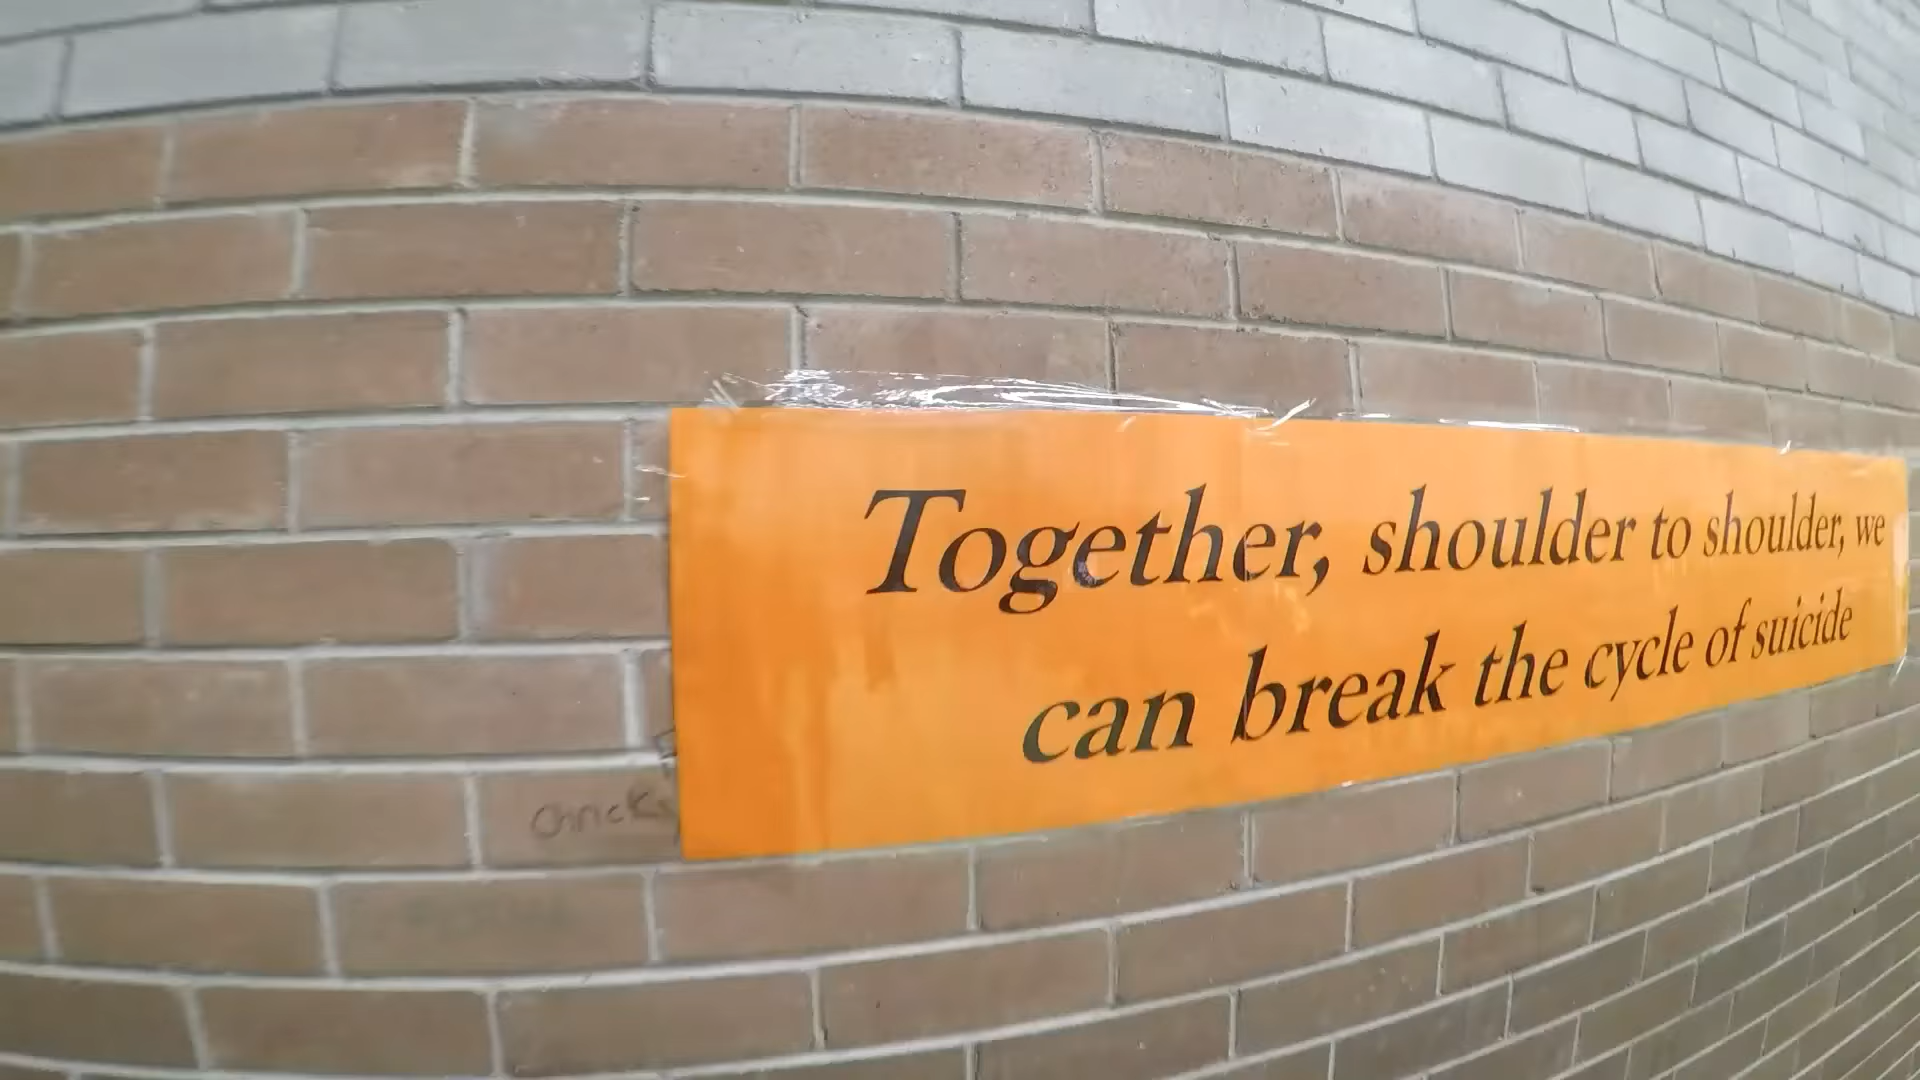 Together, shoulder to shoulder, we
can break the cycle of suicide